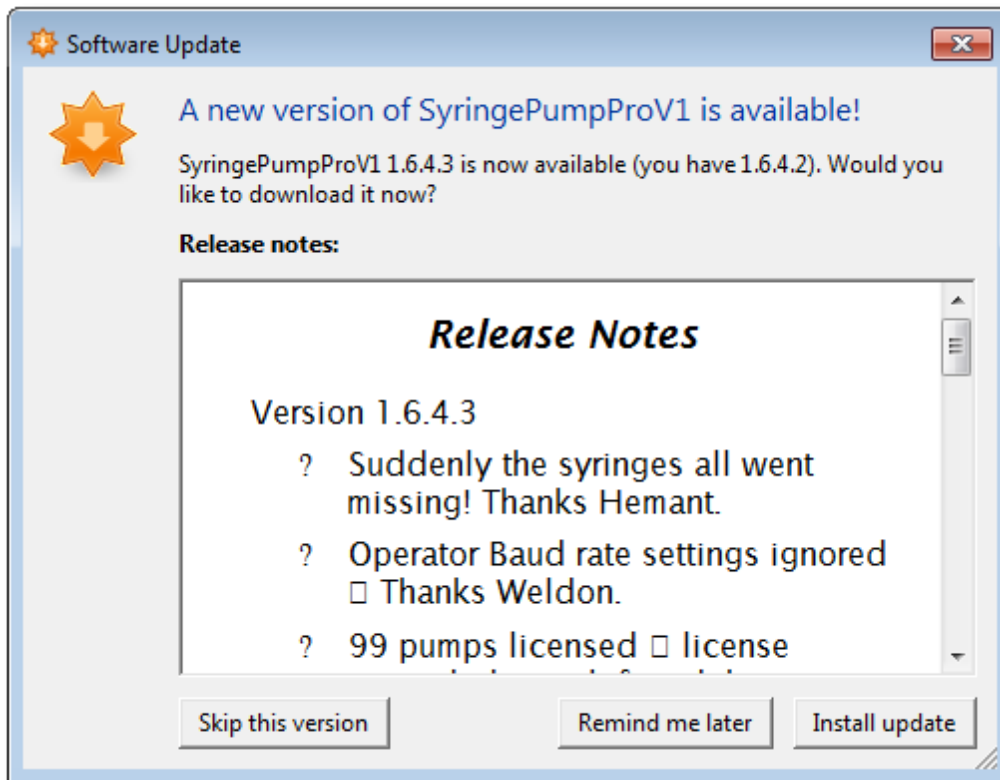 Software Update
A new version of SyringePumpProV1 is available!
SyringePumpProV1 1.6.4.3 is now available (you have 1.6.4.2). Would you
like to download it now?
Release notes:
Release Notes
Version 1.6.4.3
? Suddenly the syringes all went
missing! Thanks Hemant.
? Operator Baud rate settings ignored
□ Thanks Weldon.
? 99 pumps licensed □ license
Skip this version
Remind me later
Install update